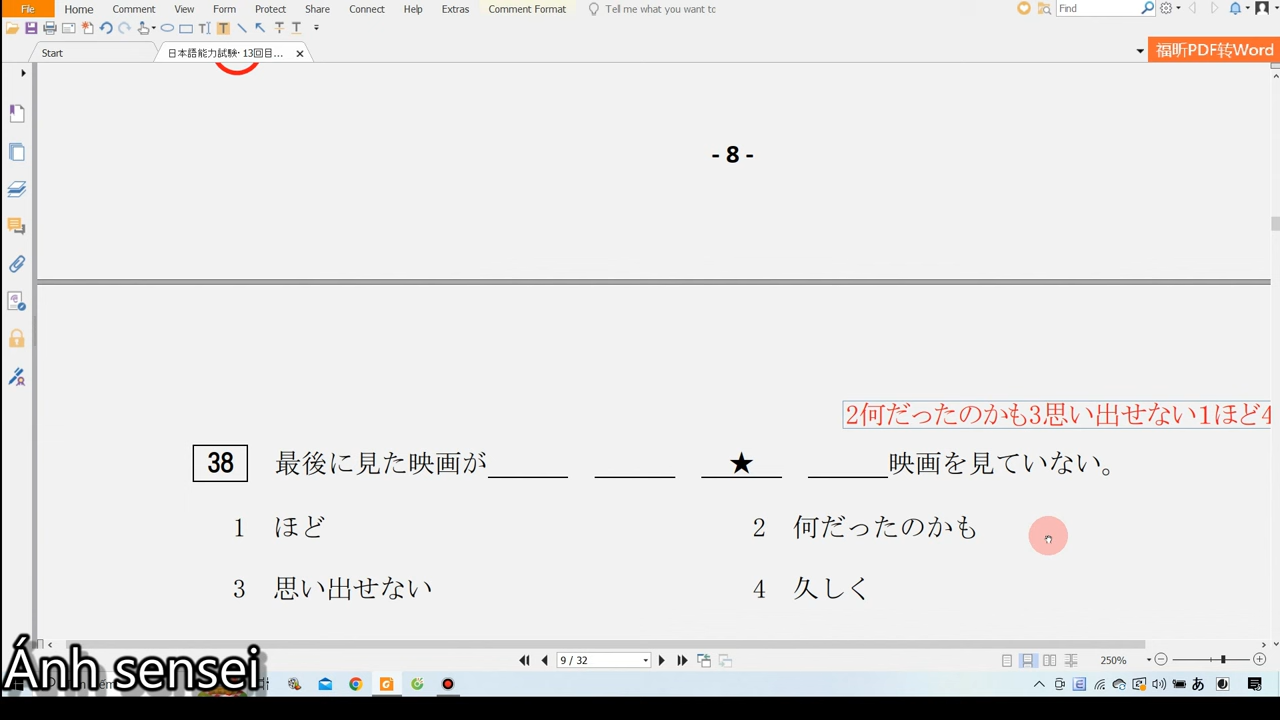 File Home Comment View Form Protect Share Connect Help Extras Comment Format Tell me what you want to Find
Start 日本語能力試験・13回目... 福昕PDF转Word
- 8 -
2何だったのかも3思い出せない1ほど4
38 最後に見た映画が ★ 映画を見ていない。
1 ほど 2 何だったのかも
3 思い出せない 4 久しく
9 / 32 250%
Ánh sensei
あ